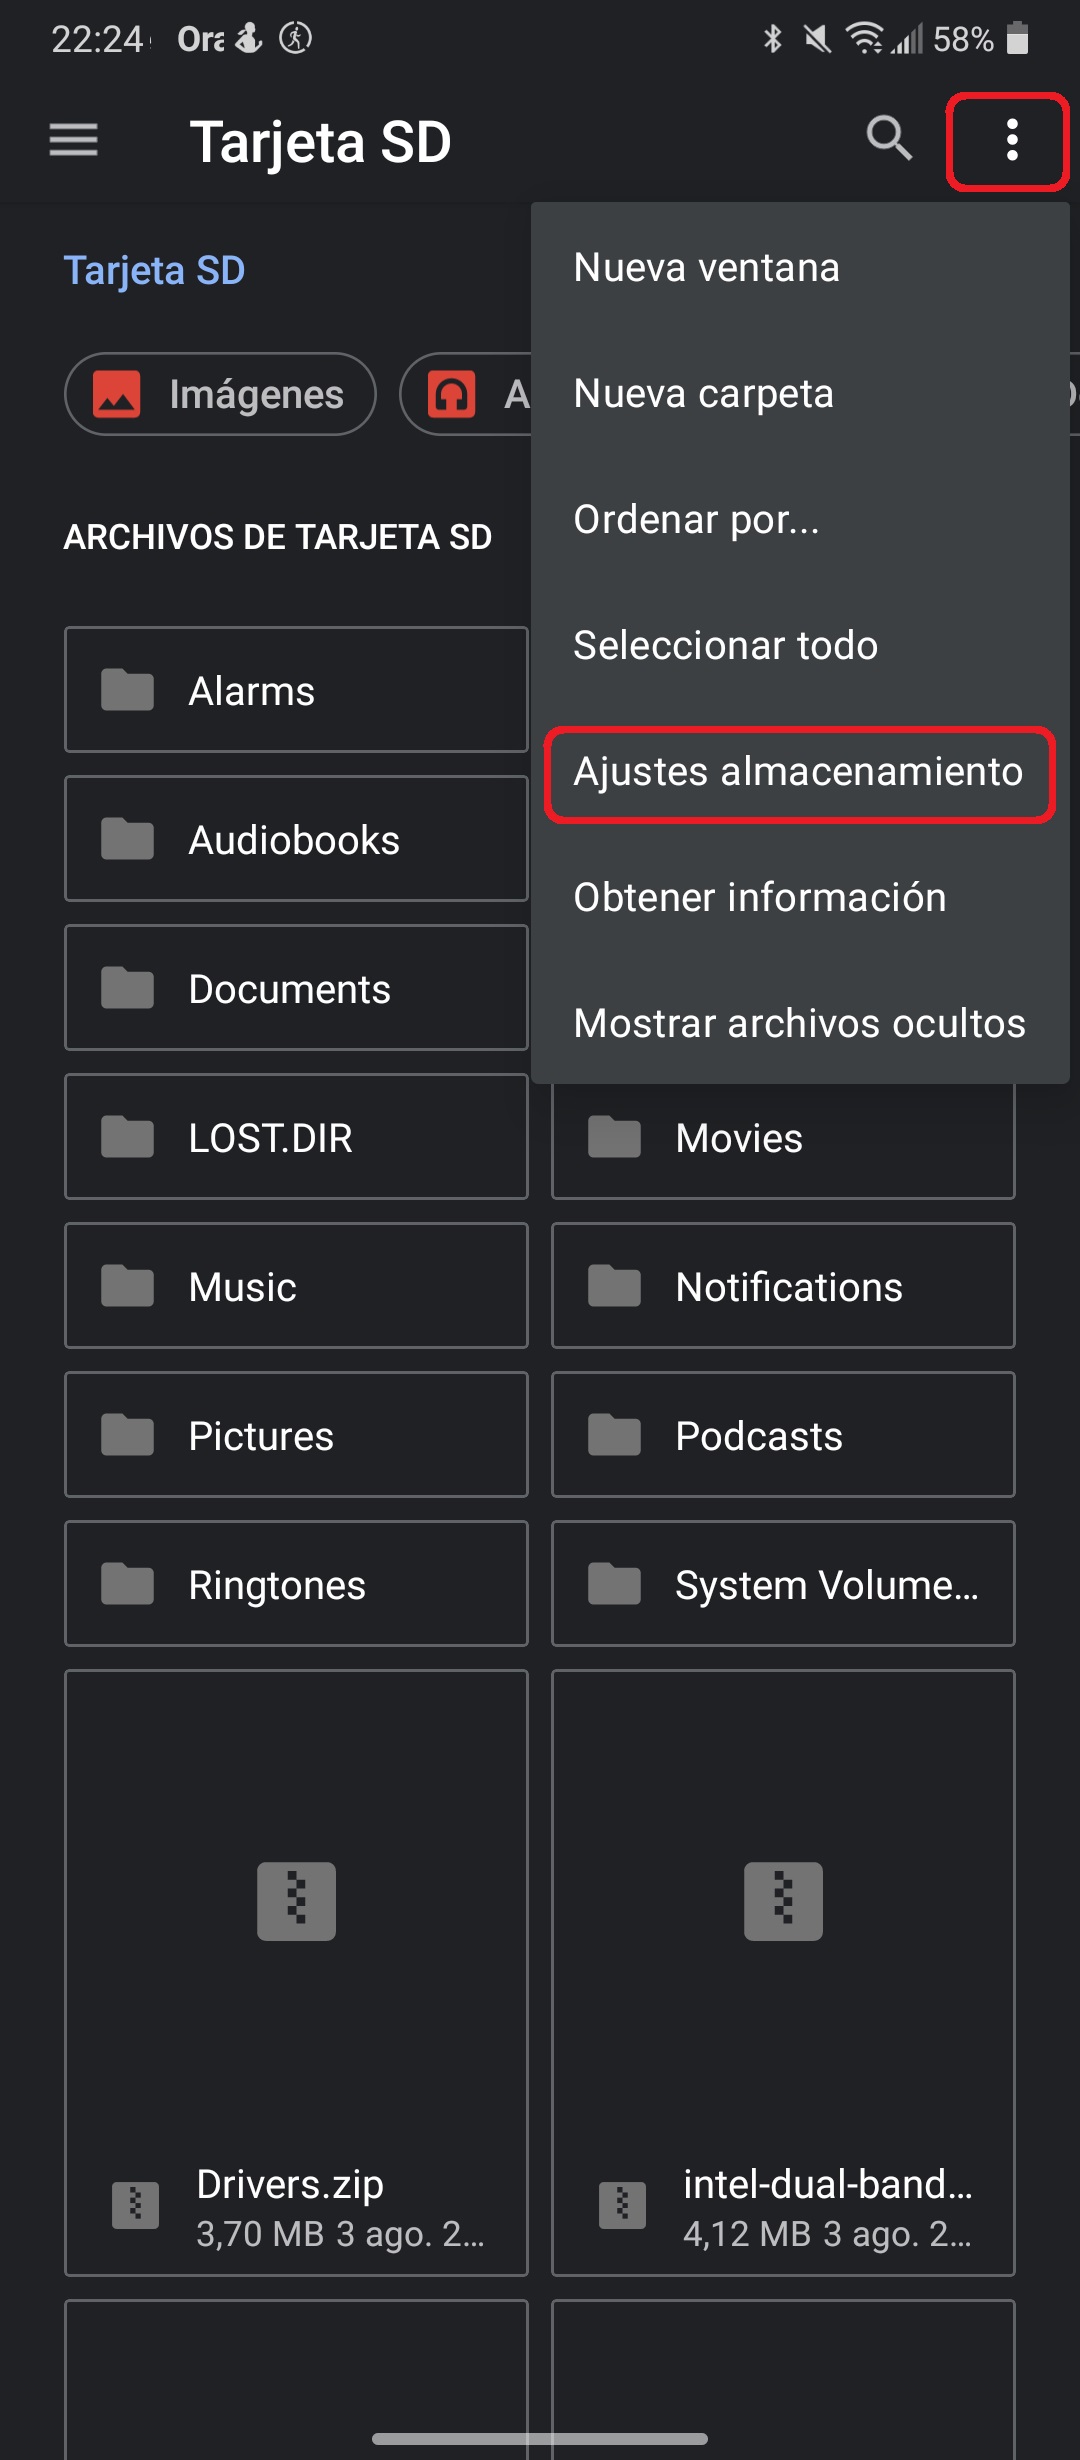 22:24
58%
Tarjeta SD
Tarjeta SD
Imágenes
ARCHIVOS DE TARJETA SD
Nueva ventana
Nueva carpeta
Ordenar por...
Seleccionar todo
Ajustes almacenamiento
Obtener información
Mostrar archivos ocultos
Alarms
Audiobooks
Documents
LOST.DIR
Movies
Music
Notifications
Pictures
Podcasts
Ringtones
System Volume...
Drivers.zip
3,70 MB 3 ago. 2...
intel-dual-band...
4,12 MB 3 ago. 2...